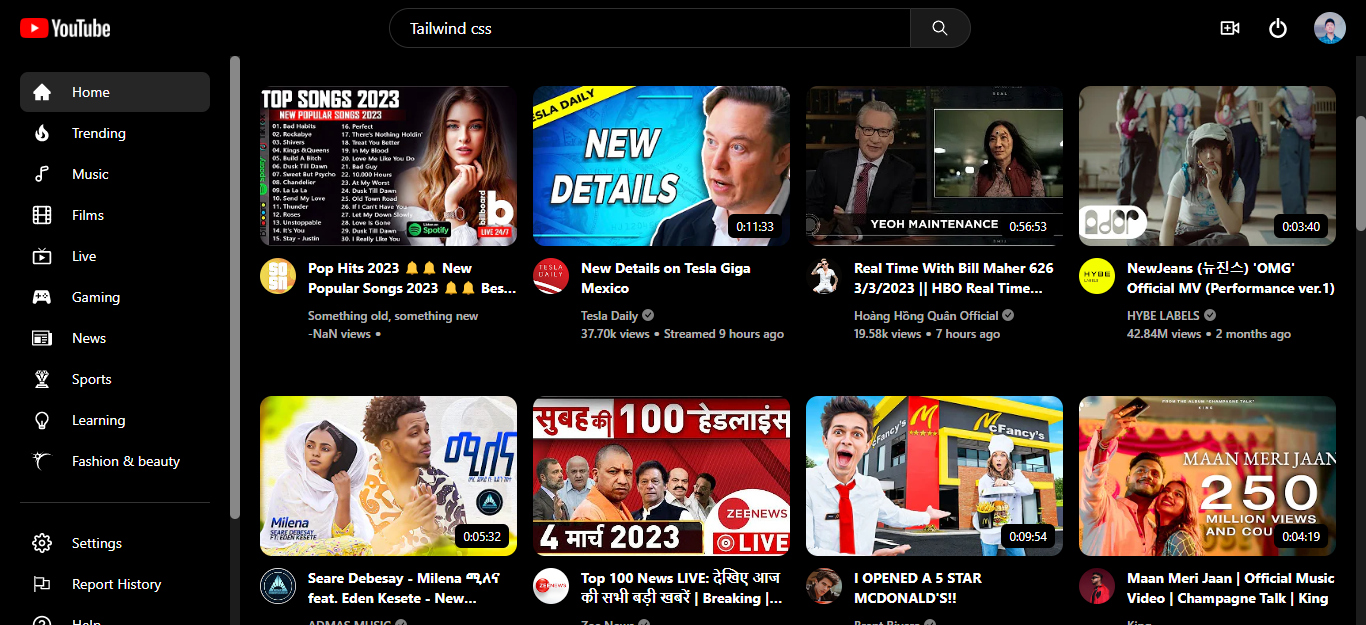 YouTube
Tailwind css
Home
Trending
Music
Films
Live
Gaming
News
Sports
Learning
Fashion & beauty
Settings
Report History
Help
TOP SONGS 2023
NEW POPULAR SONGS 2023
01. Bad Habits
02. Rockabye
03. Shivers
04. Kings & Queens
05. Build A Bitch
06. Dusk Till Dawn
07. Sweet But Psycho
08. Chandelier
09. La La La
10. Send My Love
11. Thunder
12. Roses
13. Unstoppable
14. It's You
15. Stay - Justin
16. Perfect
17. There's Nothing Holdin'
18. Treat You Better
19. In My Blood
20. Love Me Like You Do
21. Bad Guy
22. 10,000 Hours
23. At My Worst
24. Dusk Till Dawn
25. Old Town Road
26. If I Can't Have You
27. Let My Down Slowly
28. Love is Gone
29. Dusk Till Dawn
30. I Really Like You
Spotify
billboard
LIVE 24/7
Pop Hits 2023 🔔🔔 New
Popular Songs 2023 🔔🔔 Bes...
Something old, something new
-NaN views •
TESLA DAILY
NEW
DETAILS
0:11:33
TESLA
DAILY
New Details on Tesla Giga
Mexico
Tesla Daily
37.70k views • Streamed 9 hours ago
REAL
YEOH MAINTENANCE
0:56:53
Real Time With Bill Maher 626
3/3/2023 || HBO Real Time...
Hoàng Hồng Quân Official
19.58k views • 7 hours ago
ador
0:03:40
HYBE
LABELS
NewJeans (뉴진스) 'OMG'
Official MV (Performance ver.1)
HYBE LABELS
42.84M views • 2 months ago
ሚለና
Milena
SEARE DEBESAY
FT. EDEN KESETE
0:05:32
Seare Debesay - Milena ሚለና
feat. Eden Kesete - New...
ADMAS MUSIC
सुबह की 100 हेडलाइंस
ZEE NEWS
4 मार्च 2023
LIVE
Top 100 News LIVE: देखिए आज
की सभी बड़ी खबरें | Breaking |...
Zee News
McFancy's
McFancy's
0:09:54
I OPENED A 5 STAR
MCDONALD'S!!
Brent Rivera
FROM THE ALBUM "CHAMPAGNE TALK"
KING
MAAN MERI JAAN
250
MILLION VIEWS
AND COU
0:04:19
Maan Meri Jaan | Official Music
Video | Champagne Talk | King
King